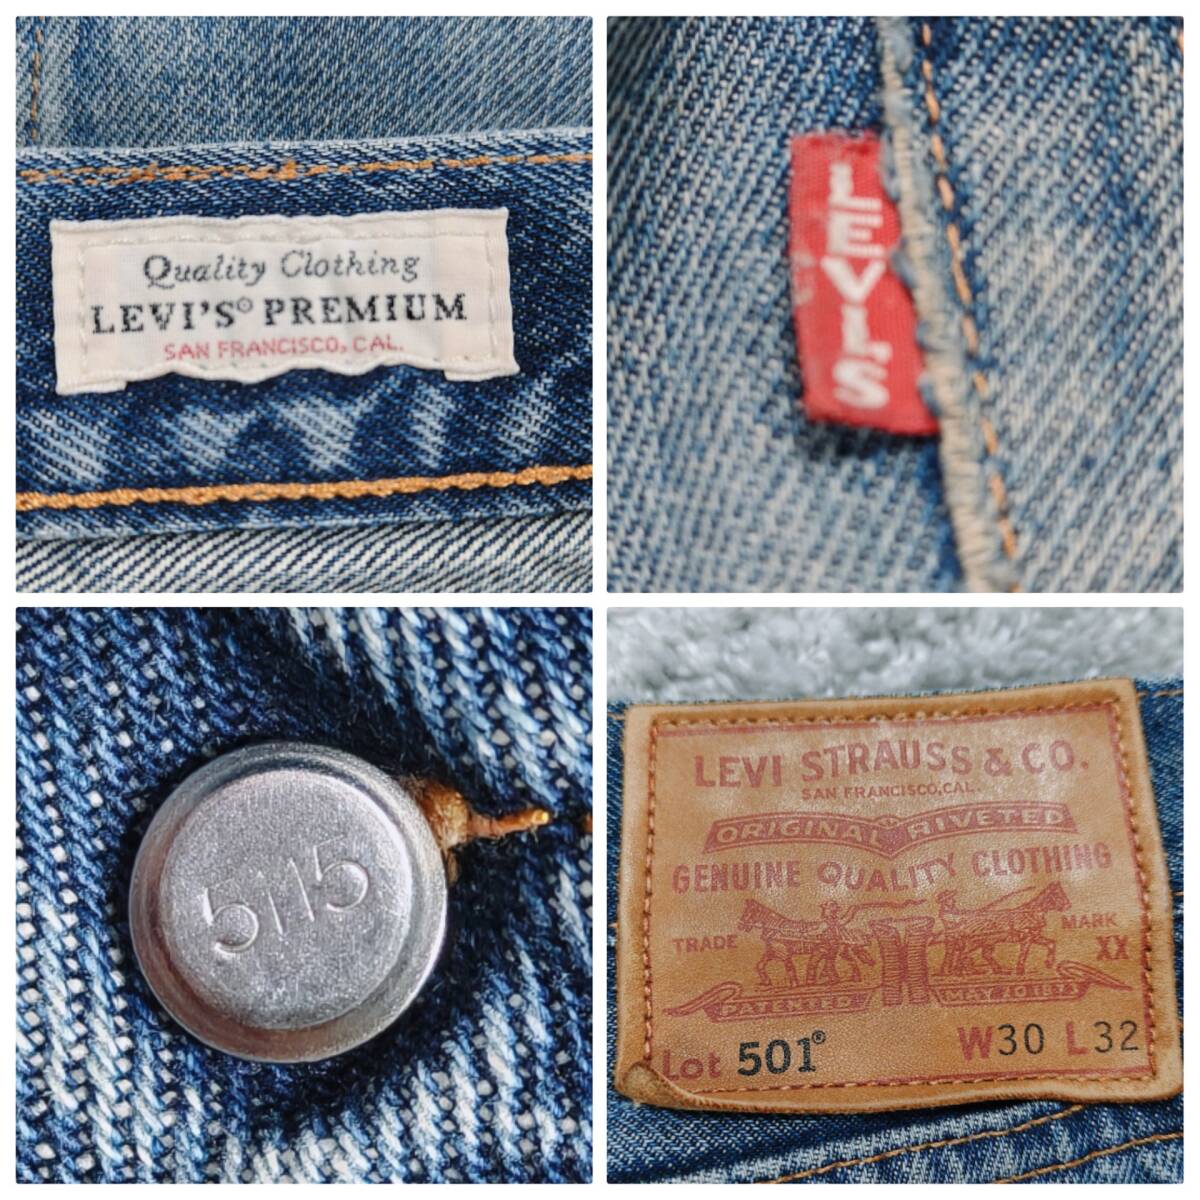 Quality Clothing
LEVI'S® PREMIUM
SAN FRANCISCO, CAL.
LEVI'S
5115
LEVI STRAUSS & CO.
SAN FRANCISCO, CAL.
ORIGINAL RIVETED
GENUINE QUALITY CLOTHING
TRADE MARK
XX
PATENTED MAY 20 1873
Lot 501® W30 L32